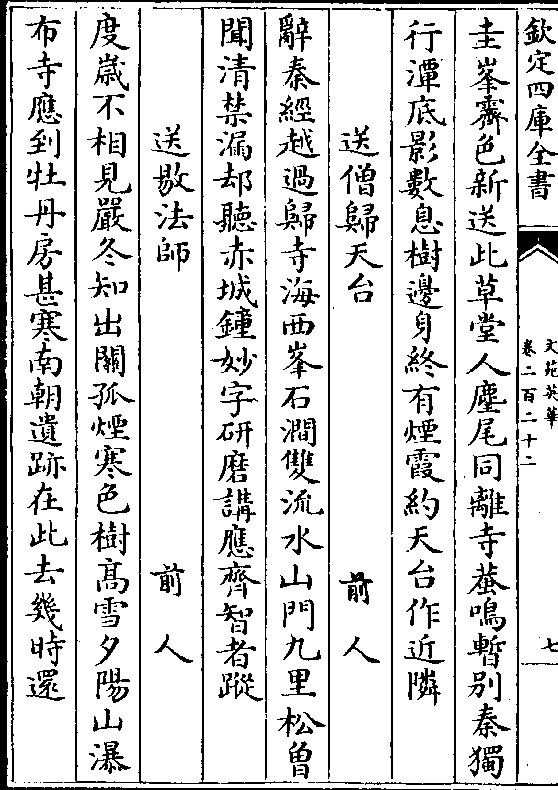 欽定四庫全書
文苑英華
卷二百二十二
七
圭峯霽色新送此草堂人麈尾同離寺蛬鳴暫别秦獨
行潭底影數息樹邊身終有煙霞約天台作近隣
送僧歸天台 前人
辭秦經越過歸寺海西峯石澗雙流水山門九里松曾
聞清禁漏却聽赤城鐘妙字研磨講應齊智者蹤
送敡法師 前人
度嵗不相見嚴冬知出關孤煙寒色樹高雪夕陽山瀑
布寺應到牡丹房甚寒南朝遺跡在此去幾時還